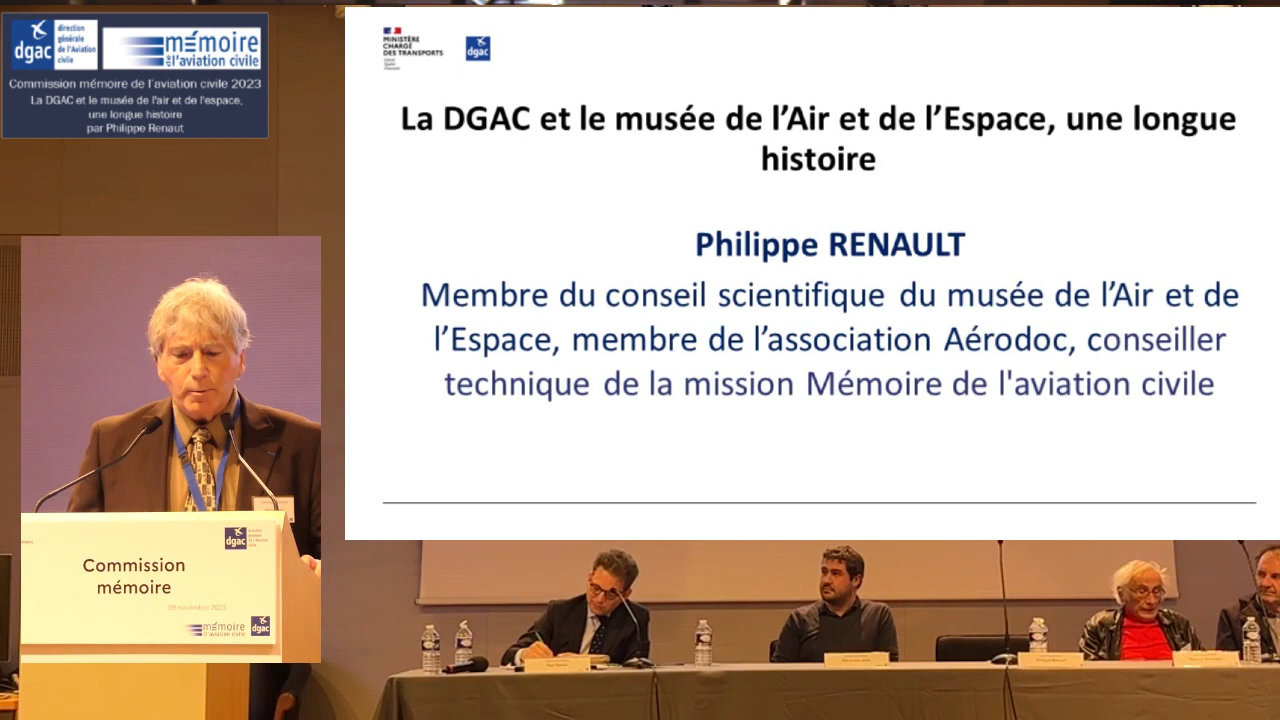 dgac
direction
générale
de l'Aviation
civile
mémoire
de l'aviation civile
Commission mémoire de l'aviation civile 2023
La DGAC et le musée de l'air et de l'espace,
une longue histoire
par Philippe Renaut
MINISTÈRE
CHARGÉ
DES TRANSPORTS
Liberté
Égalité
Fraternité
dgac
La DGAC et le musée de l'Air et de l'Espace, une longue
histoire
Philippe RENAULT
Membre du conseil scientifique du musée de l'Air et de
l'Espace, membre de l'association Aérodoc, conseiller
technique de la mission Mémoire de l'aviation civile
dgac
Commission
mémoire
09 novembre 2023
mémoire
de l'aviation civile
dgac